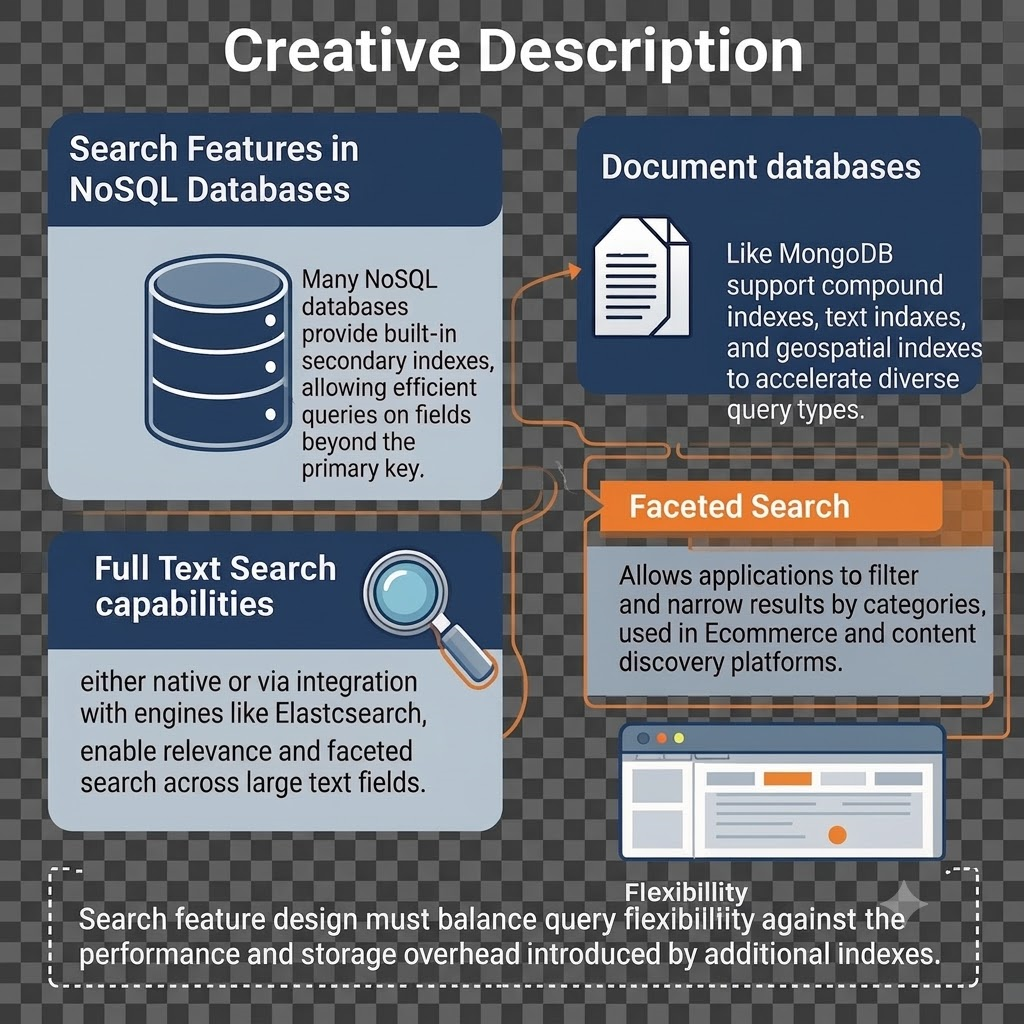 Creative Description
Search Features in
NoSQL Databases
Many NoSQL
databases
provide built-in
secondary indexes,
allowing efficient
queries on fields
beyond the
primary key.
Document databases
Like MongoDB
support compound
indexes, text indaxes,
and geospatial indexes
to accelerate diverse
query types.
Full Text Search
capabilities
either native or via integration
with engines like Elastcsearch,
enable relevance and faceted
search across large text fields.
Faceted Search
Allows applications to filter
and narrow results by categories,
used in Ecommerce and content
discovery platforms.
Flexibillity
Search feature design must balance query flexibilliity against the
performance and storage overhead introduced by additional indexes.